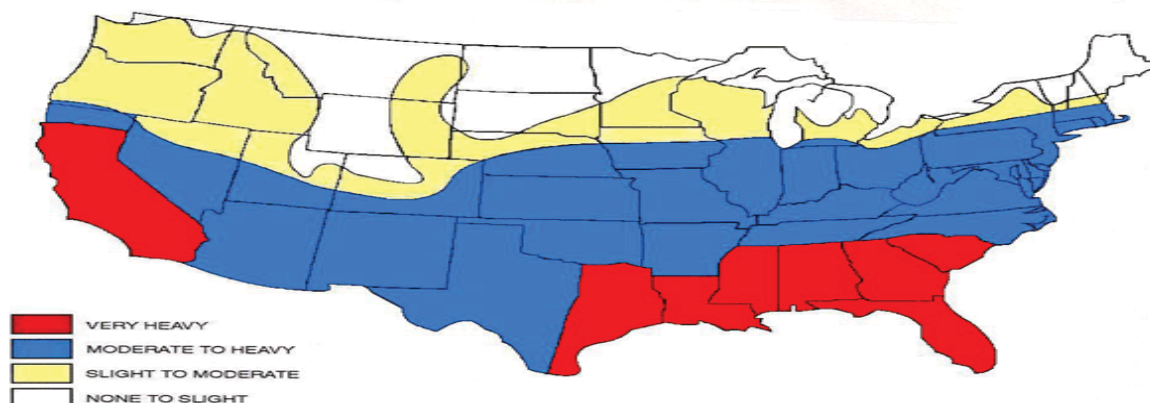 VERY HEAVY
MODERATE TO HEAVY
SLIGHT TO MODERATE
NONE TO SLIGHT